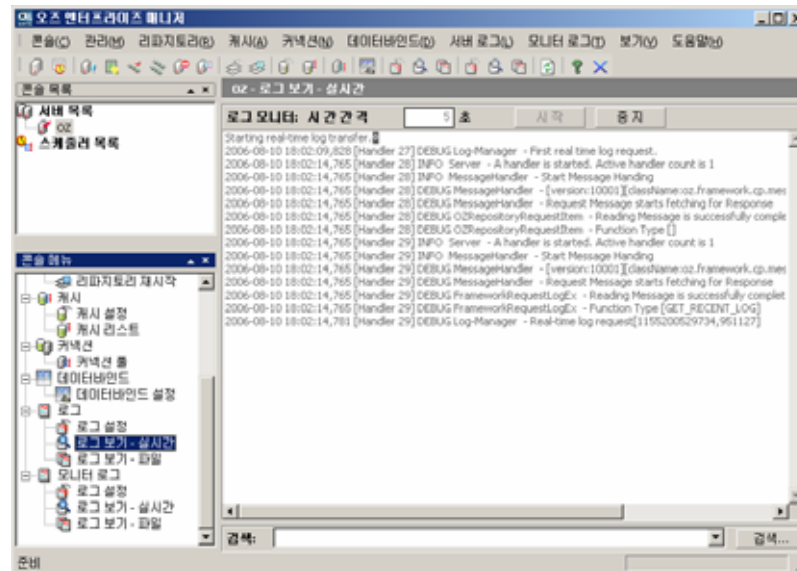 오즈 엔터프라이즈 매니저
콘솔(C) 관리(M) 리파지토리(R) 캐시(A) 커넥션(N) 데이터바인드(D) 서버 로그(L) 모니터 로그(T) 보기(V) 도움말(H)
콘솔 목록
서버 목록
OZ
스케줄러 목록
콘솔 메뉴
리파지토리 재시작
캐시
캐시 설정
캐시 리스트
커넥션
커넥션 풀
데이터바인드
데이터바인드 설정
로그
로그 설정
로그 보기 - 실시간
로그 보기 - 파일
모니터 로그
로그 설정
로그 보기 - 실시간
로그 보기 - 파일
OZ - 로그 보기 - 실시간
로그 모니터: 시간 간격 5 초 시작 중지
Starting real-time log transfer.
2006-08-10 18:02:09,828 [Handler 27] DEBUG Log-Manager - First real time log request.
2006-08-10 18:02:14,765 [Handler 28] INFO Server - A handler is started. Active handler count is 1
2006-08-10 18:02:14,765 [Handler 28] INFO MessageHandler - Start Message Handing
2006-08-10 18:02:14,765 [Handler 28] DEBUG MessageHandler - [version:10001][className:oz.framework.cp.mes
2006-08-10 18:02:14,765 [Handler 28] DEBUG MessageHandler - Request Message starts fetching for Response
2006-08-10 18:02:14,765 [Handler 28] DEBUG OZRepositoryRequestItem - Reading Message is successfully comple
2006-08-10 18:02:14,765 [Handler 28] DEBUG OZRepositoryRequestItem - Function Type []
2006-08-10 18:02:14,765 [Handler 29] INFO Server - A handler is started. Active handler count is 1
2006-08-10 18:02:14,765 [Handler 29] INFO MessageHandler - Start Message Handing
2006-08-10 18:02:14,765 [Handler 29] DEBUG MessageHandler - [version:10001][className:oz.framework.cp.mes
2006-08-10 18:02:14,765 [Handler 29] DEBUG MessageHandler - Request Message starts fetching for Response
2006-08-10 18:02:14,765 [Handler 29] DEBUG FrameworkRequestLogEx - Reading Message is successfully complet
2006-08-10 18:02:14,765 [Handler 29] DEBUG FrameworkRequestLogEx - Function Type [GET_RECENT_LOG]
2006-08-10 18:02:14,781 [Handler 29] DEBUG Log-Manager - Real-time log request[1155200529734,951127]
검색: 검색...
준비